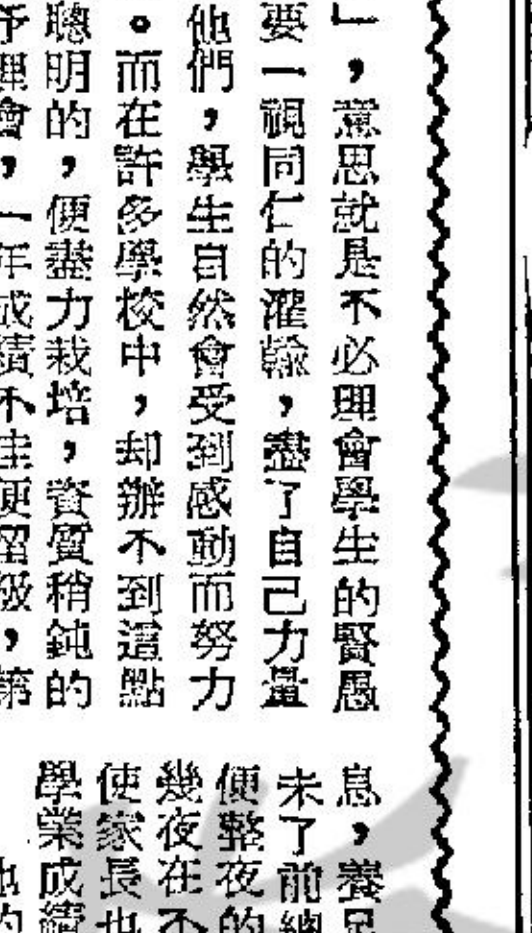 」，意思就是不必理會學生的賢愚
要一視同仁的灌輸，盡了自己力量
他們，學生自然會受到感動而努力
。而在許多學校中，却辦不到這點
聰明的，便盡力栽培，資質稍鈍的
予理會，一年成績不佳便留級，第
息，養足
未了前總
便整夜的
幾夜在不
使家長也
學業成績